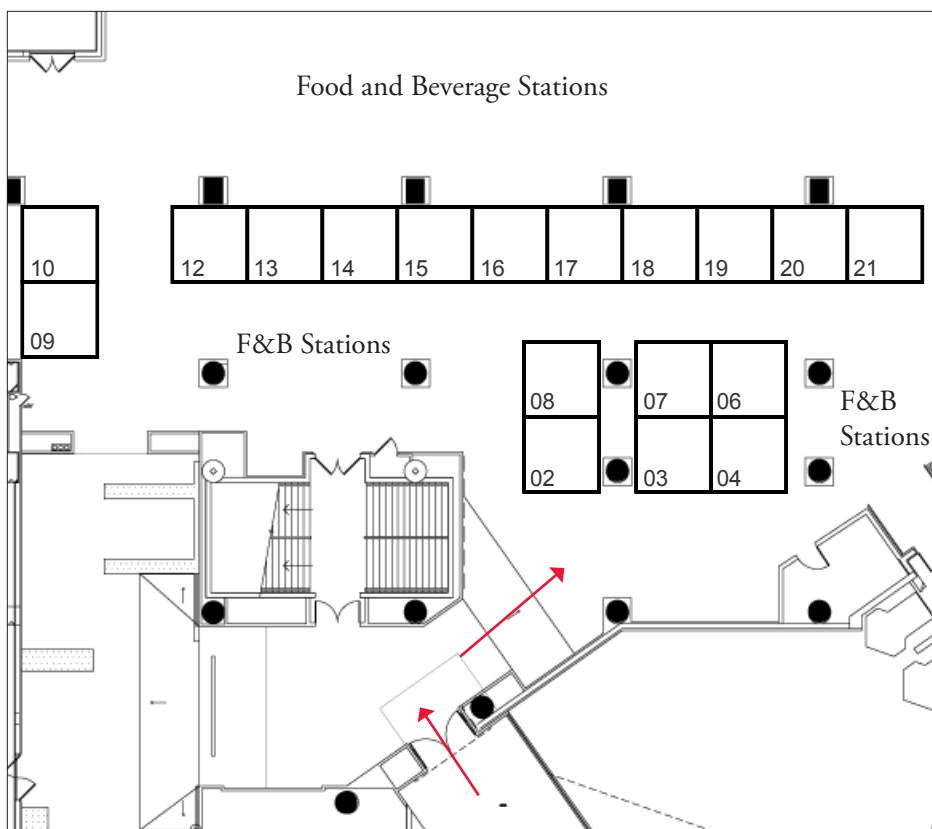 Food and Beverage Stations
10
12 13 14 15 16 17 18 19 20 21
09
F&B Stations
08 07 06
F&B
Stations
02 03 04